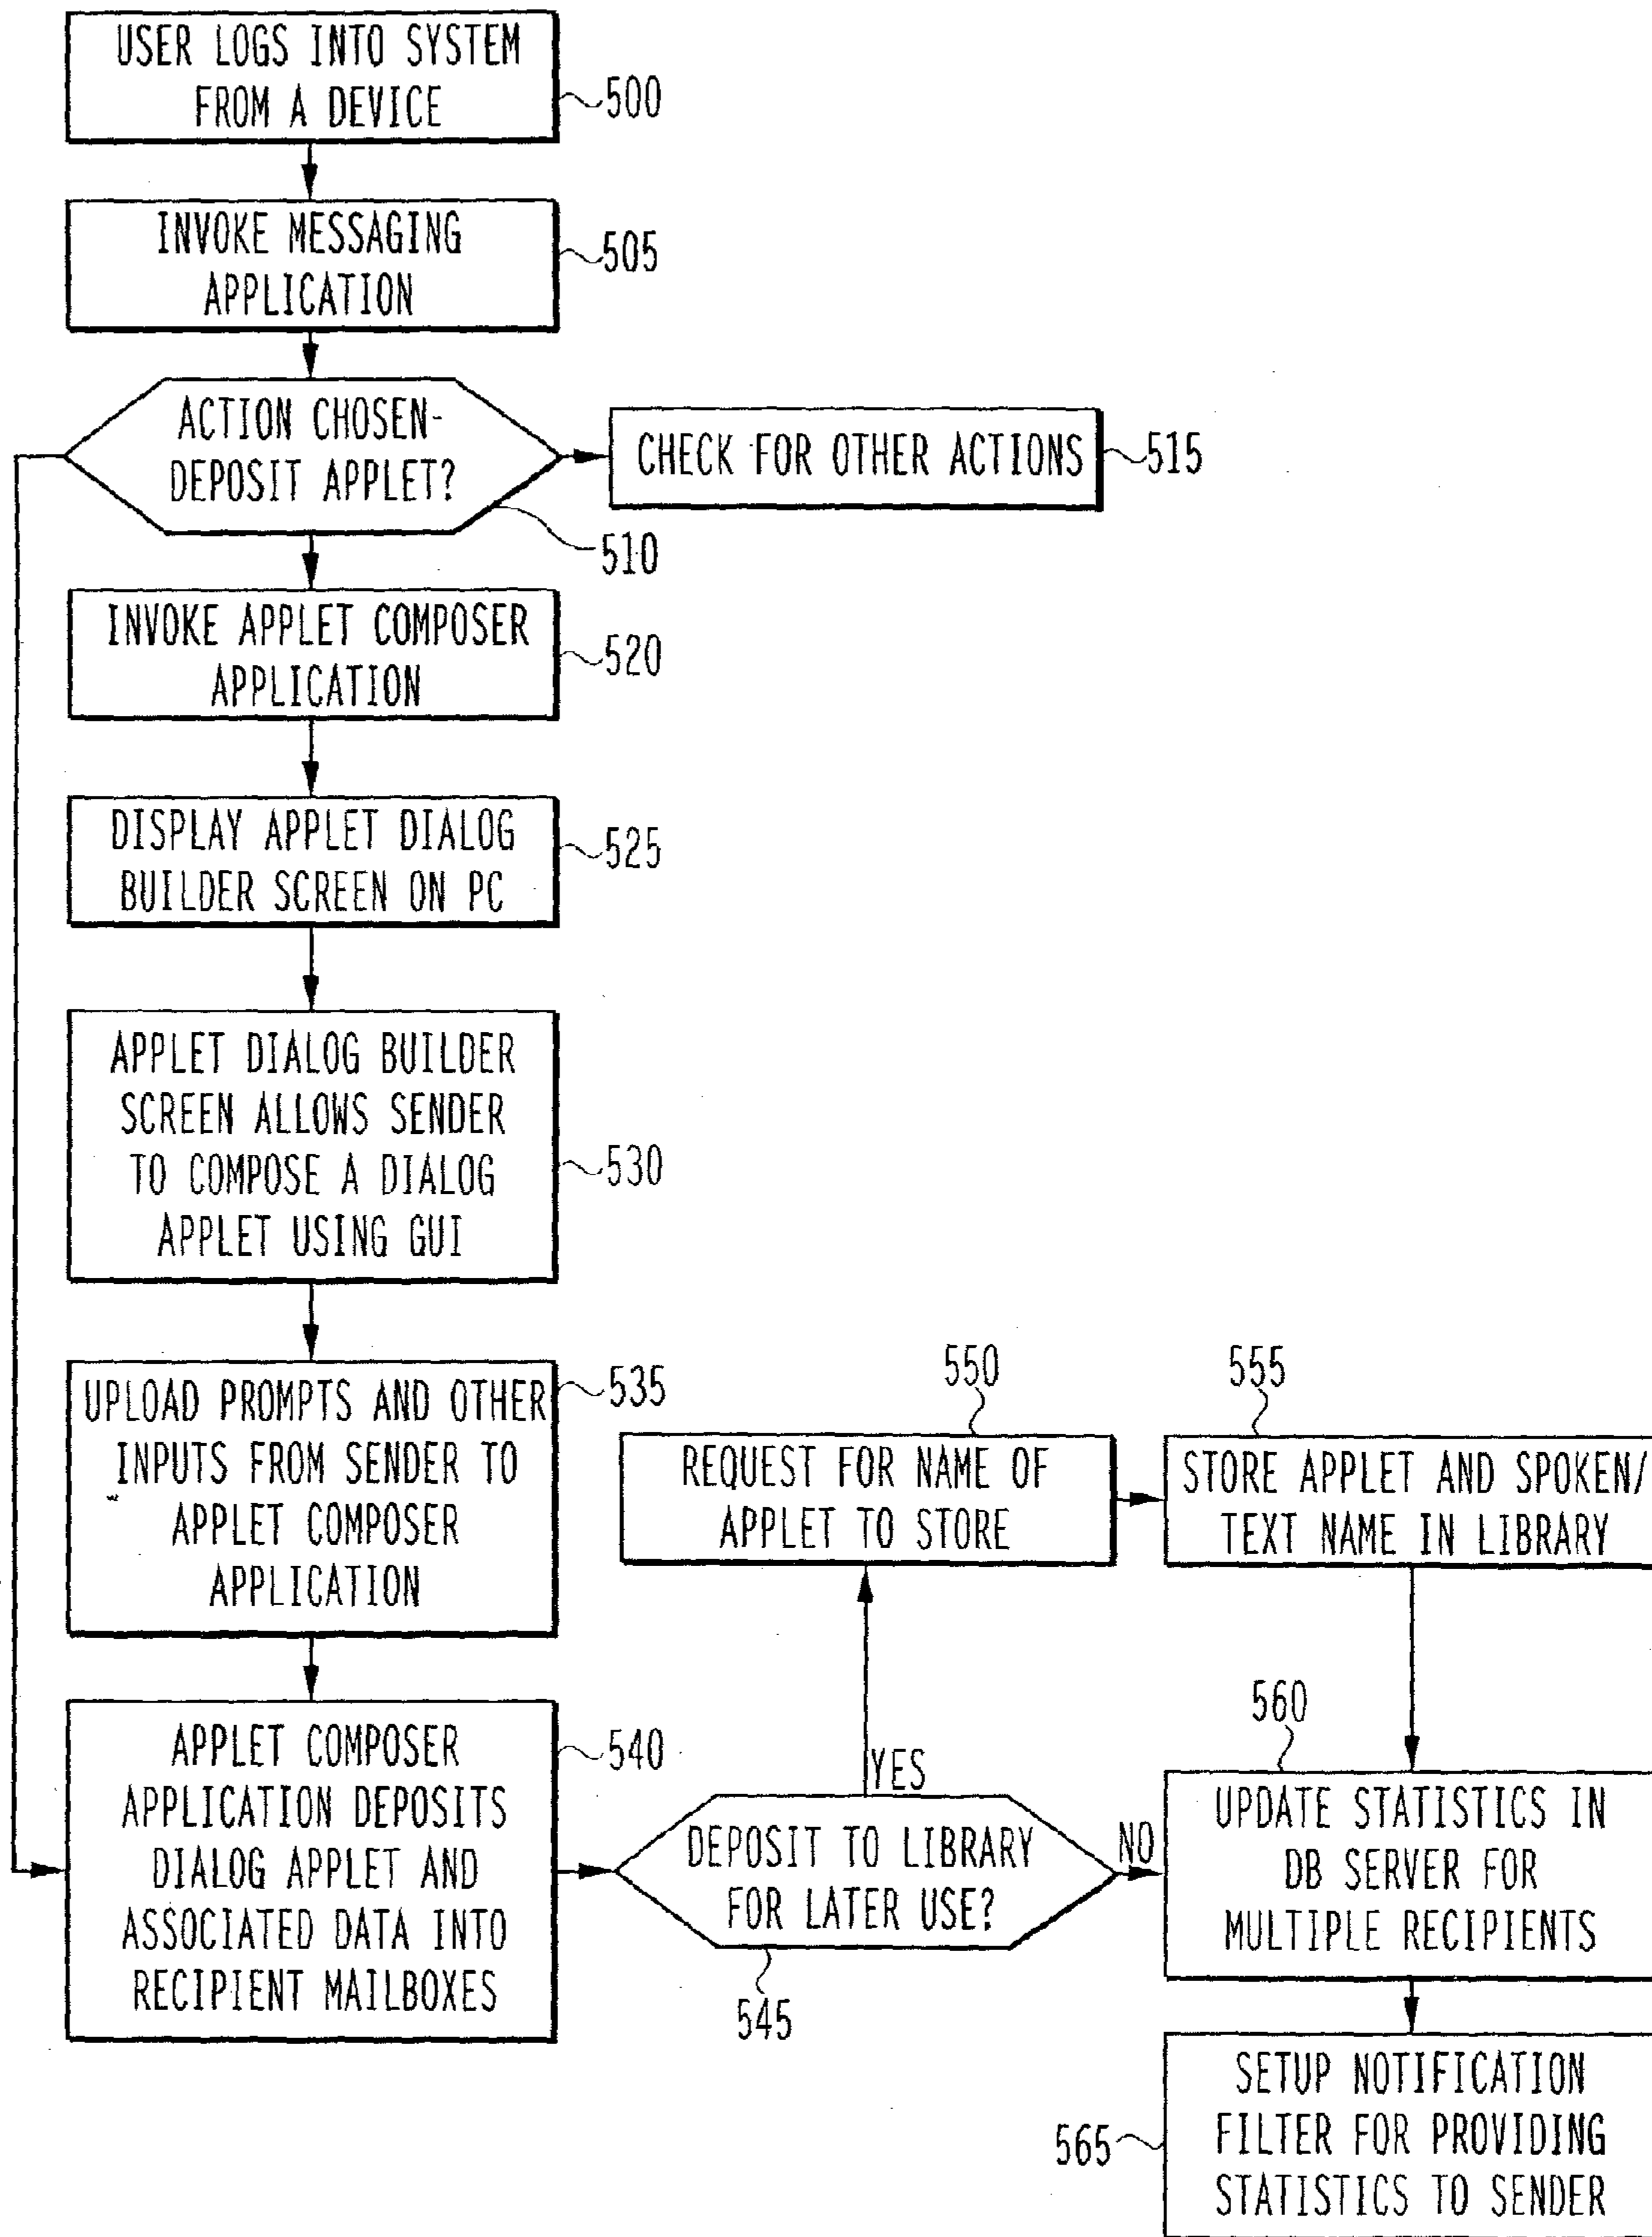 USER LOGS INTO SYSTEM
FROM A DEVICE
500
INVOKE MESSAGING
APPLICATION
505
ACTION CHOSEN-
DEPOSIT APPLET?
510
CHECK FOR OTHER ACTIONS
515
INVOKE APPLET COMPOSER
APPLICATION
520
DISPLAY APPLET DIALOG
BUILDER SCREEN ON PC
525
APPLET DIALOG BUILDER
SCREEN ALLOWS SENDER
TO COMPOSE A DIALOG
APPLET USING GUI
530
UPLOAD PROMPTS AND OTHER
INPUTS FROM SENDER TO
APPLET COMPOSER
APPLICATION
535
APPLET COMPOSER
APPLICATION DEPOSITS
DIALOG APPLET AND
ASSOCIATED DATA INTO
RECIPIENT MAILBOXES
540
DEPOSIT TO LIBRARY
FOR LATER USE?
545
YES
NO
550
REQUEST FOR NAME OF
APPLET TO STORE
555
STORE APPLET AND SPOKEN/
TEXT NAME IN LIBRARY
560
UPDATE STATISTICS IN
DB SERVER FOR
MULTIPLE RECIPIENTS
565
SETUP NOTIFICATION
FILTER FOR PROVIDING
STATISTICS TO SENDER